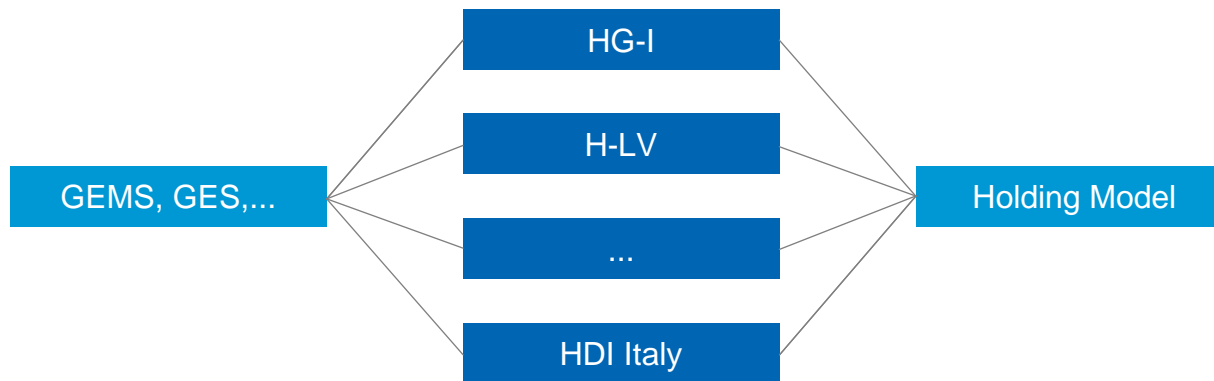 HG-I
H-LV
GEMS, GES,...
Holding Model
...
HDI Italy